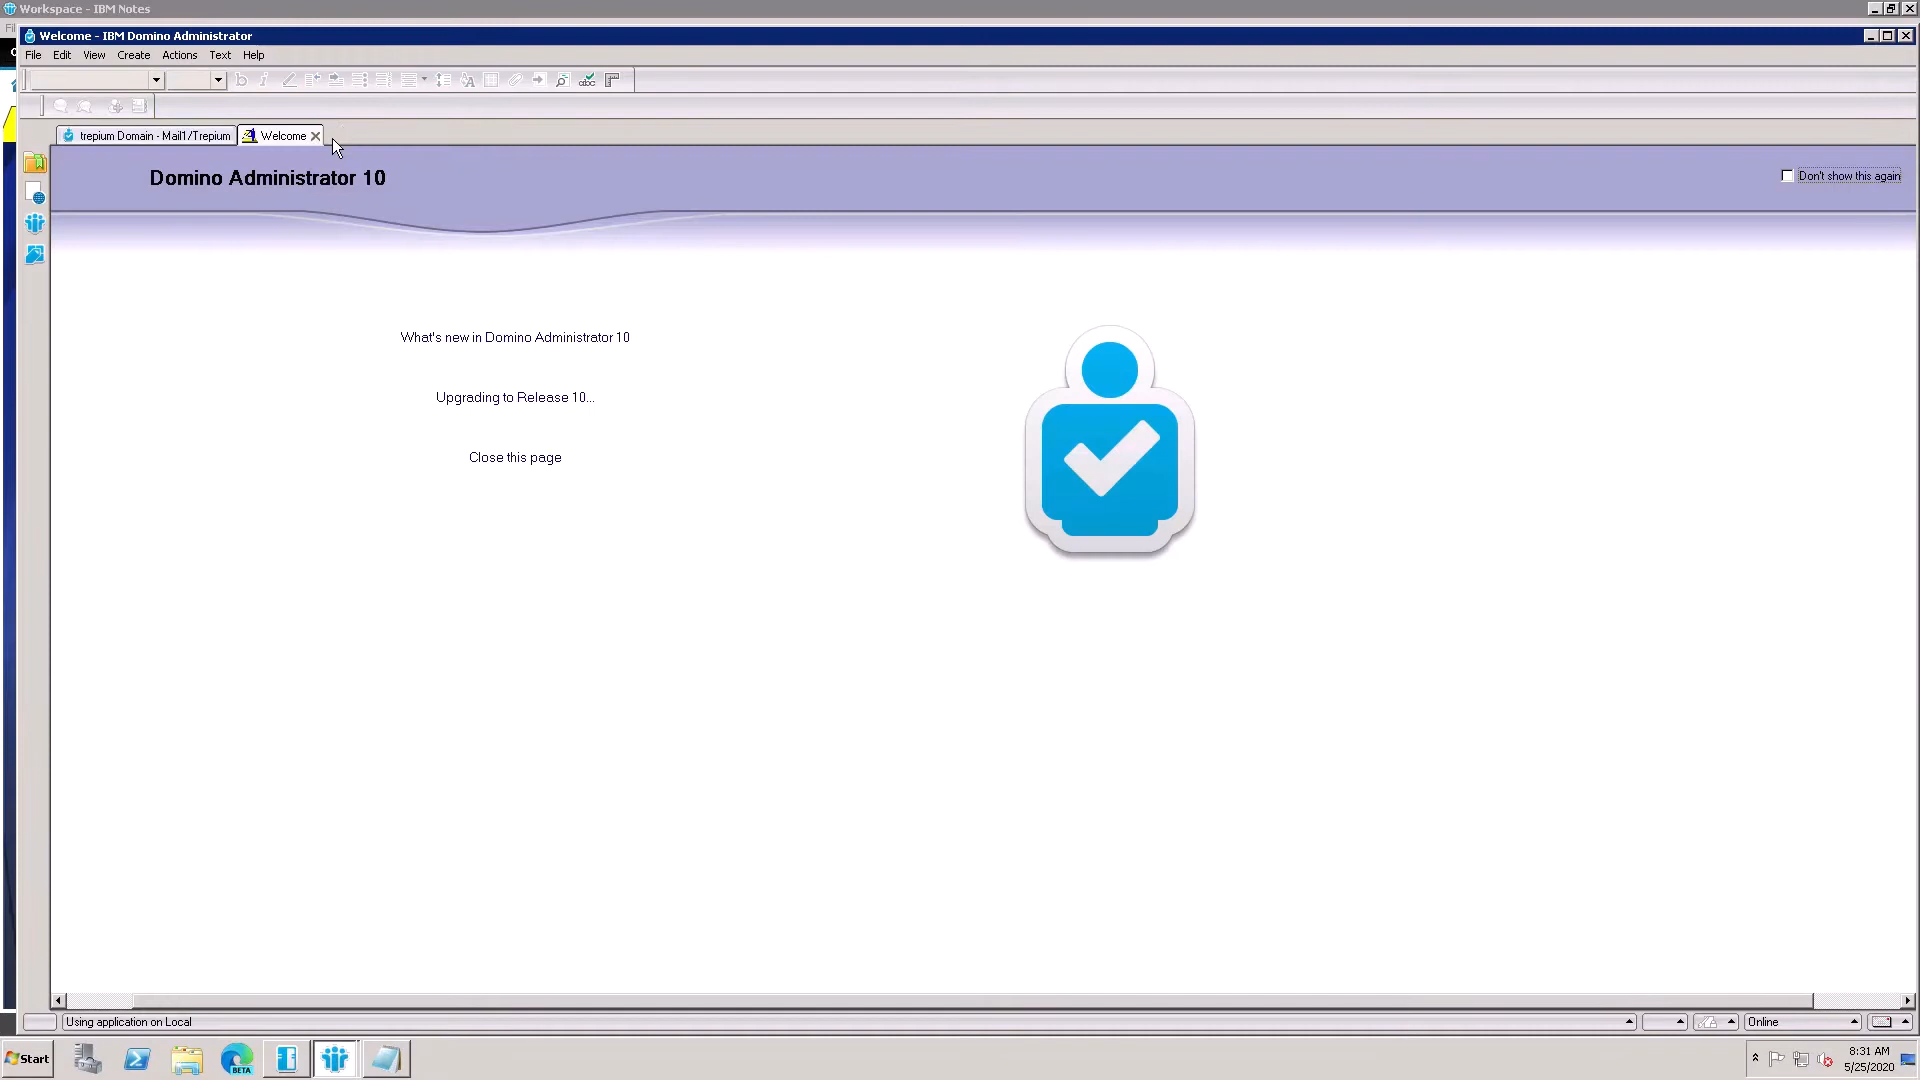 Workspace - IBM Notes
Welcome - IBM Domino Administrator
File Edit View Create Actions Text Help
trepium Domain - Mail1/Trepium
Welcome
Domino Administrator 10
Don't show this again
What's new in Domino Administrator 10
Upgrading to Release 10...
Close this page
Using application on Local
Online
Start
BETA
8:31 AM
5/25/2020